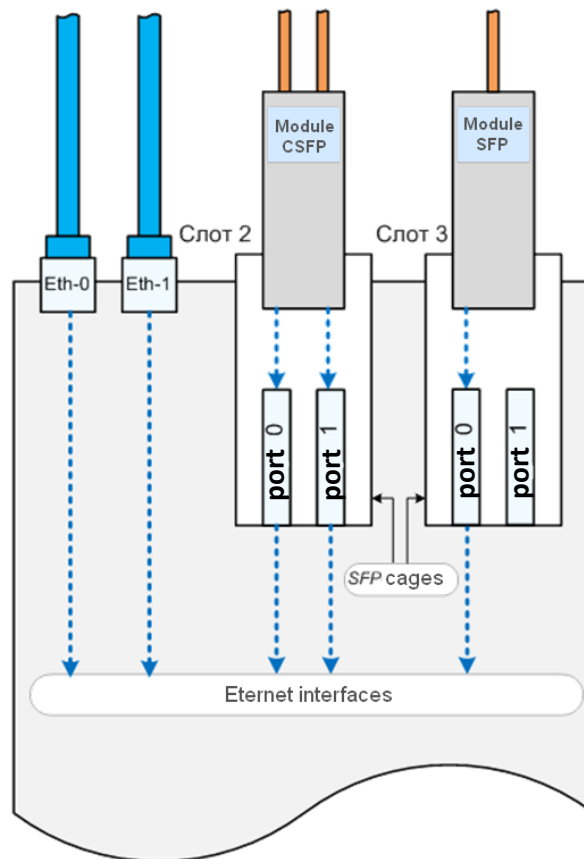 Module
CSFP
Module
SFP
Слот 2
Слот 3
Eth-0
Eth-1
port 0
port 1
port 0
port 1
SFP cages
Eternet interfaces